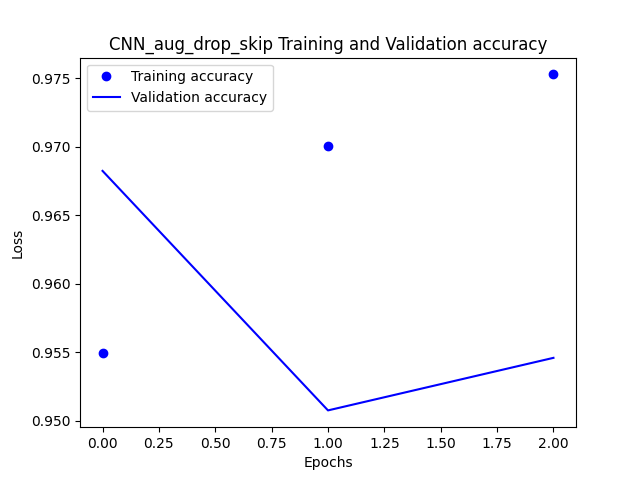 CNN_aug_drop_skip Training and Validation accuracy
Training accuracy
Validation accuracy
0.975
0.970
0.965
0.960
0.955
0.950
Loss
0.00 0.25 0.50 0.75 1.00 1.25 1.50 1.75 2.00
Epochs